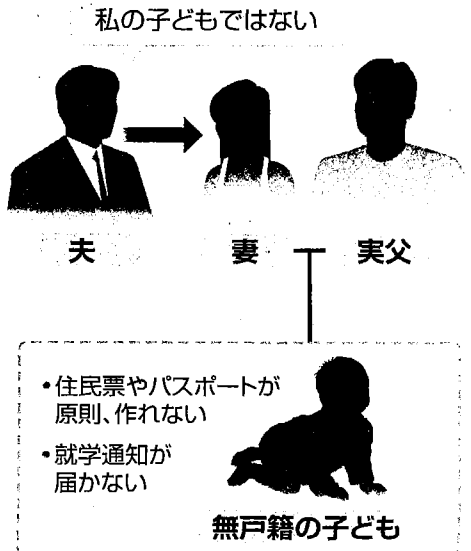 私の子どもではない
夫
妻
実父
・住民票やパスポートが
原則、作れない
・就学通知が
届かない
無戸籍の子ども